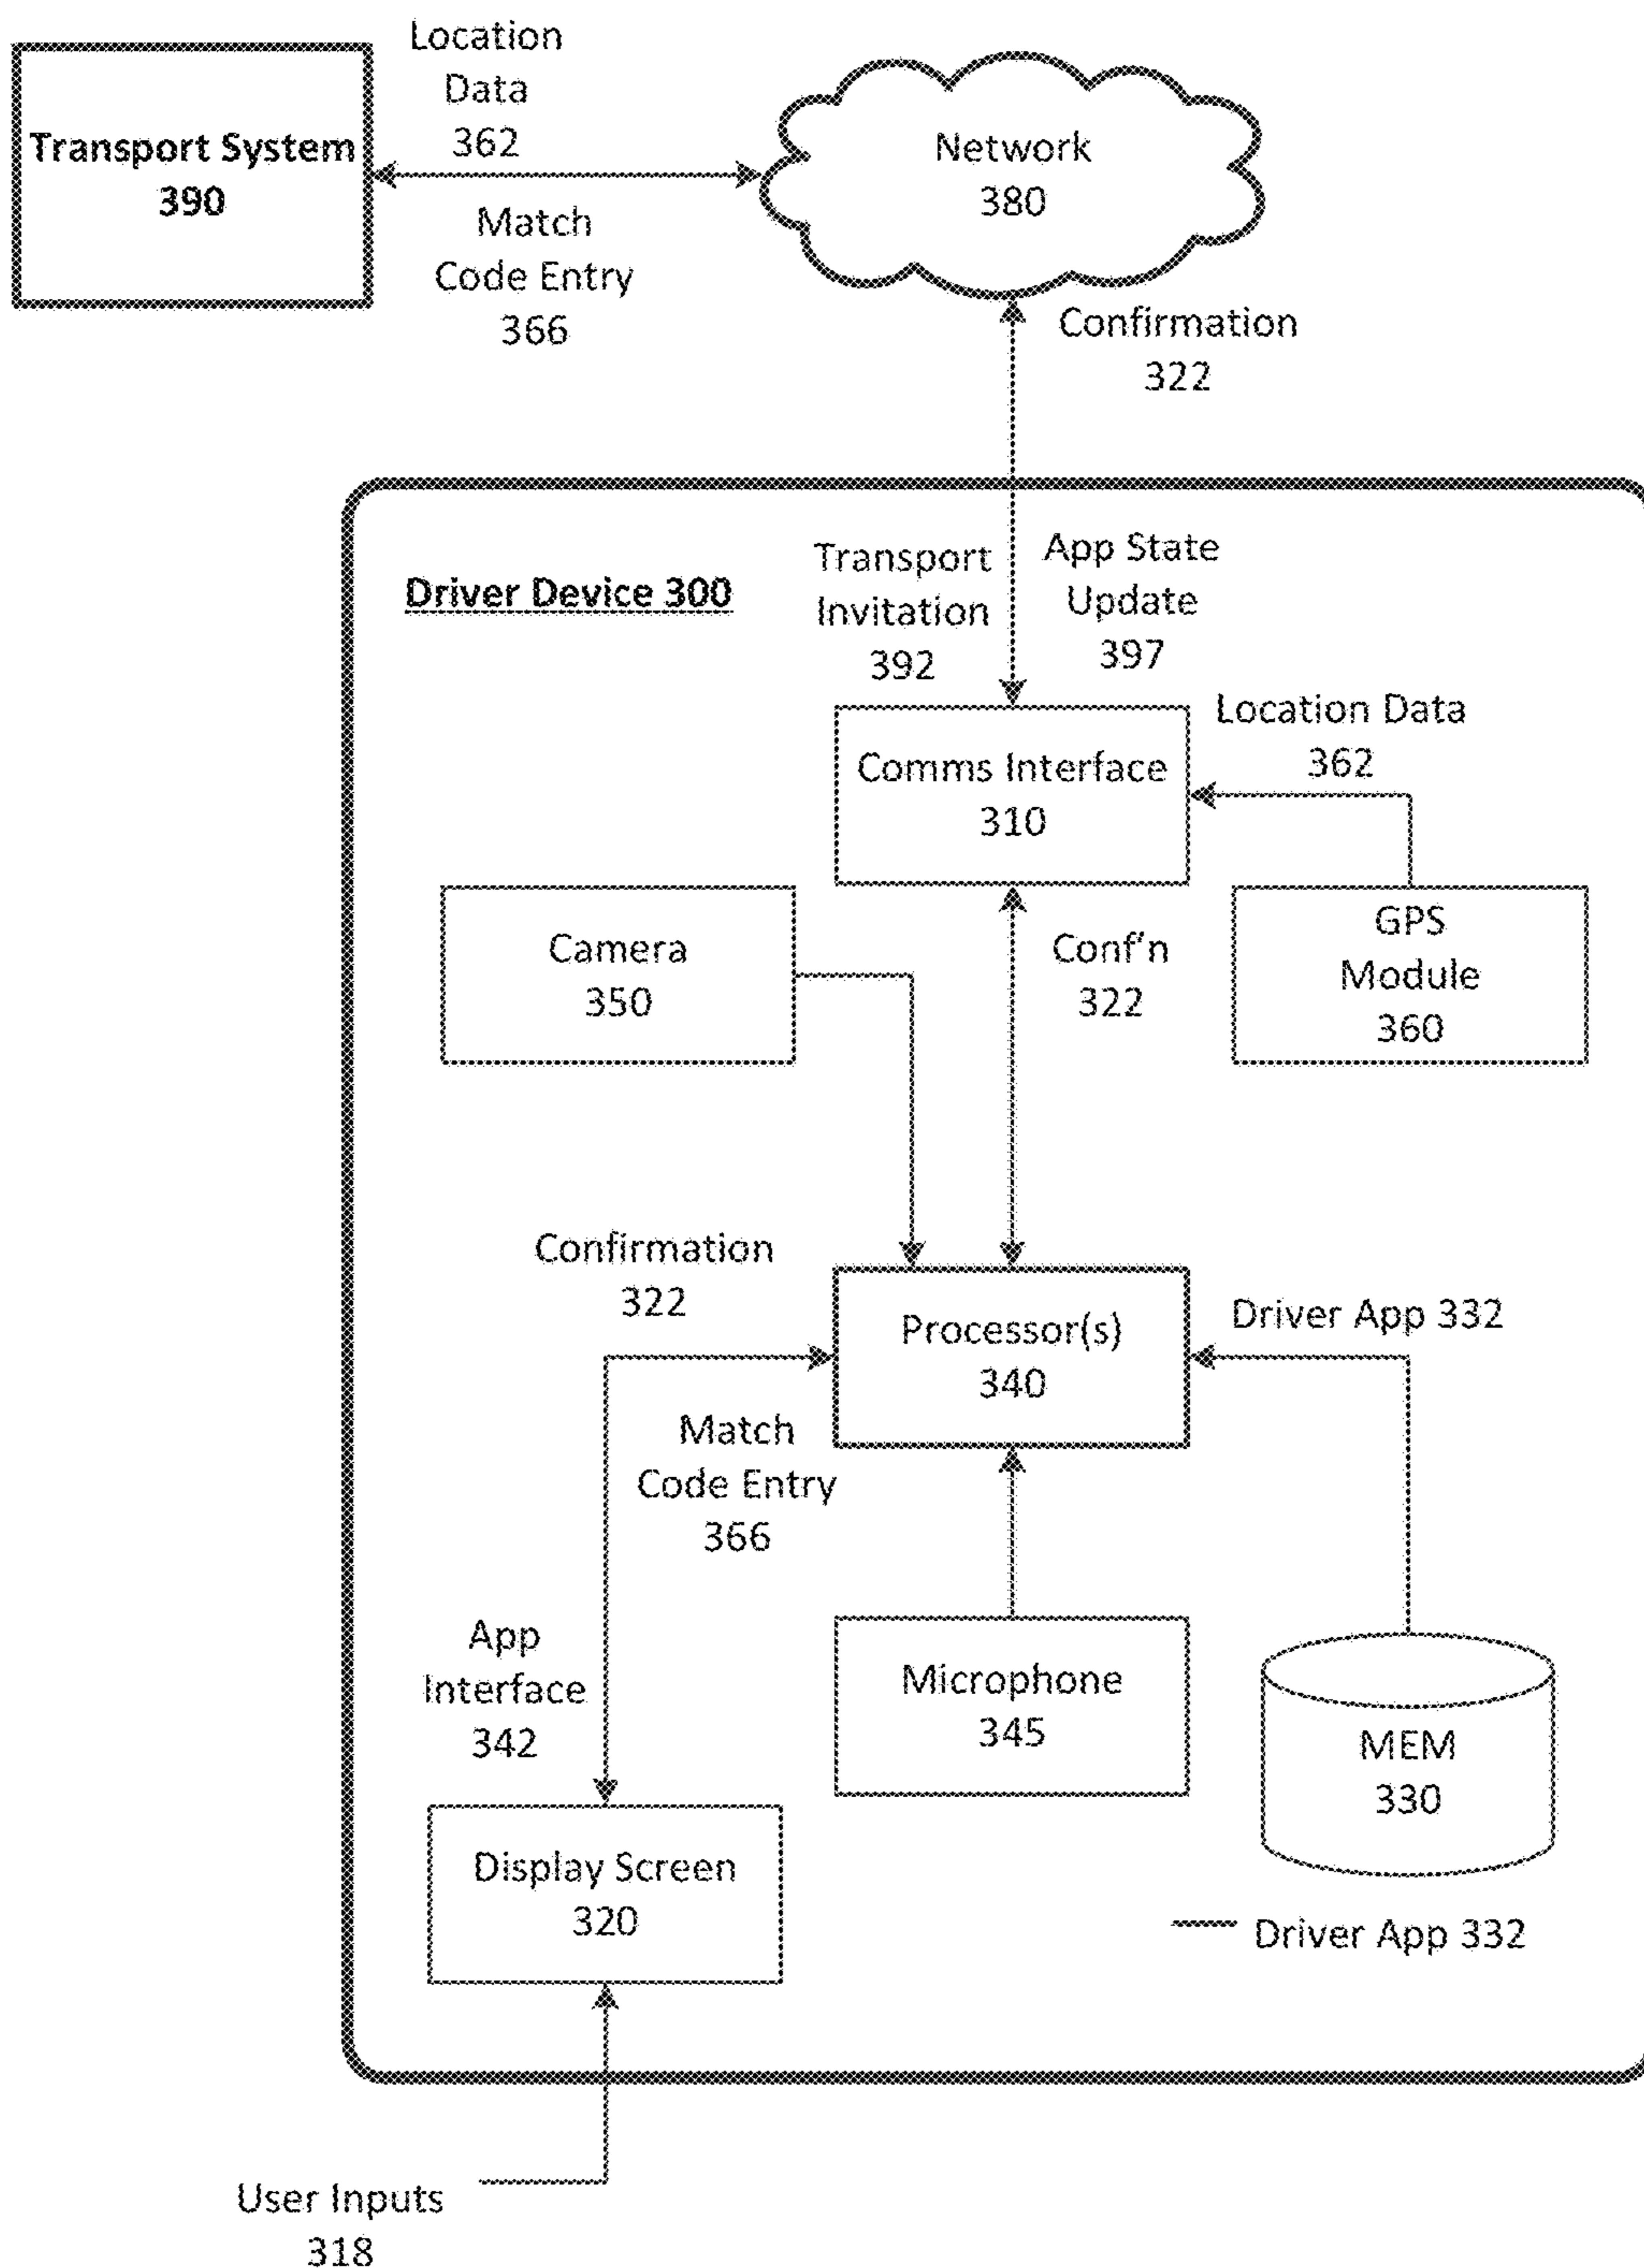 Location
Data
362
Transport System
390
Match
Code Entry
366
Network
380
Confirmation
322
Driver Device 300
Transport
Invitation
392
App State
Update
397
Location Data
362
Comms Interface
310
Camera
350
Conf'n
322
GPS
Module
360
Confirmation
322
Processor(s)
340
Driver App 332
Match
Code Entry
366
App
Interface
342
Microphone
345
MEM
330
Display Screen
320
Driver App 332
User Inputs
318